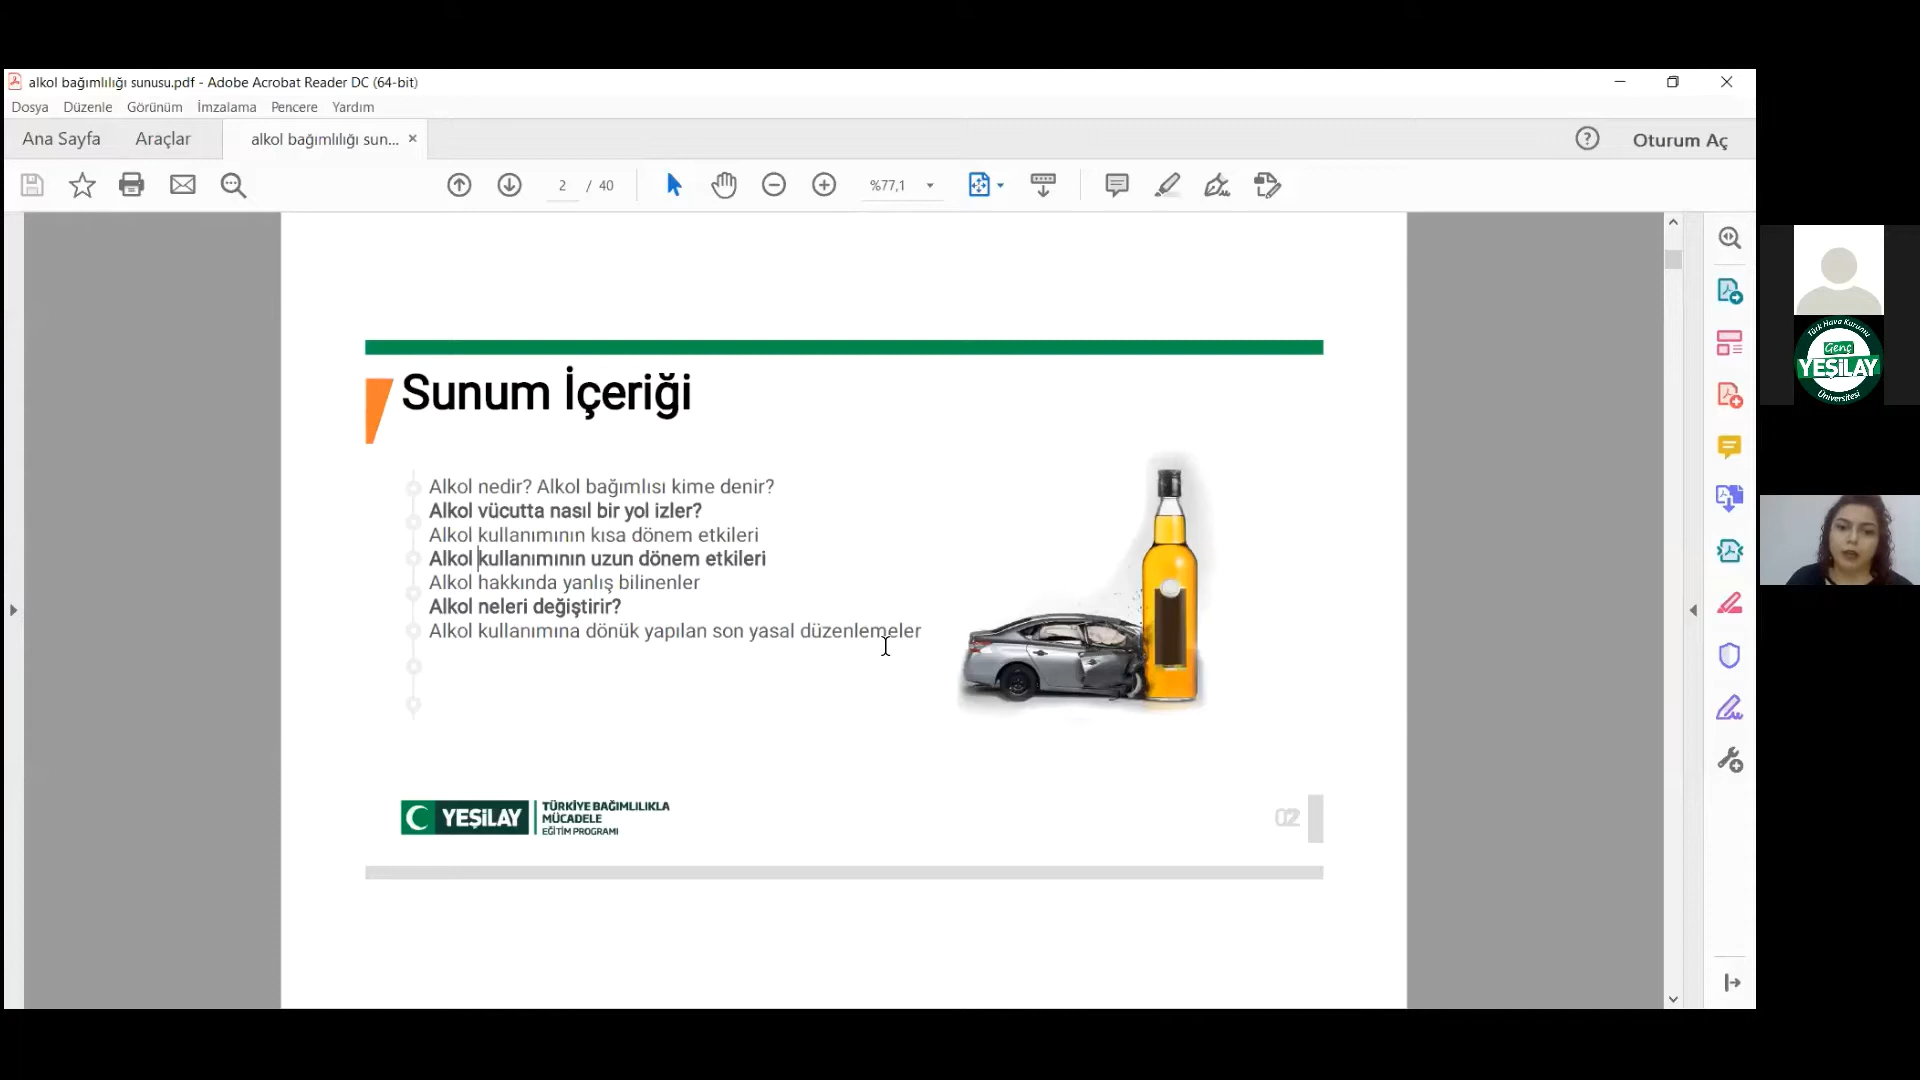 alkol bağımlılığı sunusu.pdf - Adobe Acrobat Reader DC (64-bit)
Dosya Düzenle Görünüm İmzalama Pencere Yardım
Ana Sayfa Araçlar alkol bağımlılığı sun... Oturum Aç
2 / 40 %77,1
Sunum İçeriği
Alkol nedir? Alkol bağımlısı kime denir?
Alkol vücutta nasıl bir yol izler?
Alkol kullanımının kısa dönem etkileri
Alkol kullanımının uzun dönem etkileri
Alkol hakkında yanlış bilinenler
Alkol neleri değiştirir?
Alkol kullanımına dönük yapılan son yasal düzenlemeler
YEŞİLAY
TÜRKİYE BAĞIMLILIKLA
MÜCADELE
EĞİTİM PROGRAMI
02
Türk Hava Kurumu
Genç
YEŞİLAY
Üniversitesi